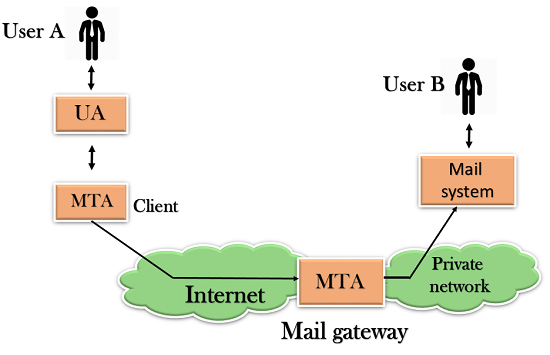 User A
User B
UA
Mail
system
MTA
Client
Private
network
MTA
Internet
Mail gateway